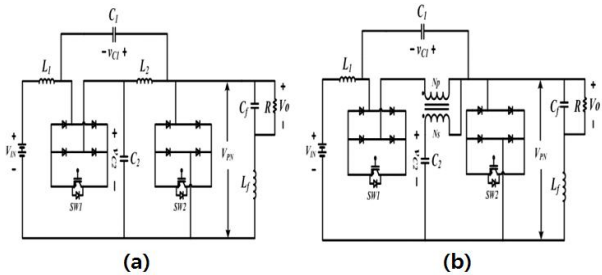 C1
- vC1 +
L1
L2
+
VIN
-
+
vC2
-
C2
SW1
SW2
VPN
Cf
R
+
Vo
-
Lf
(a)
C1
- vC1 +
L1
Np
Ns
+
VIN
-
+
vC2
-
C2
SW1
SW2
VPN
Cf
R
+
Vo
-
Lf
(b)